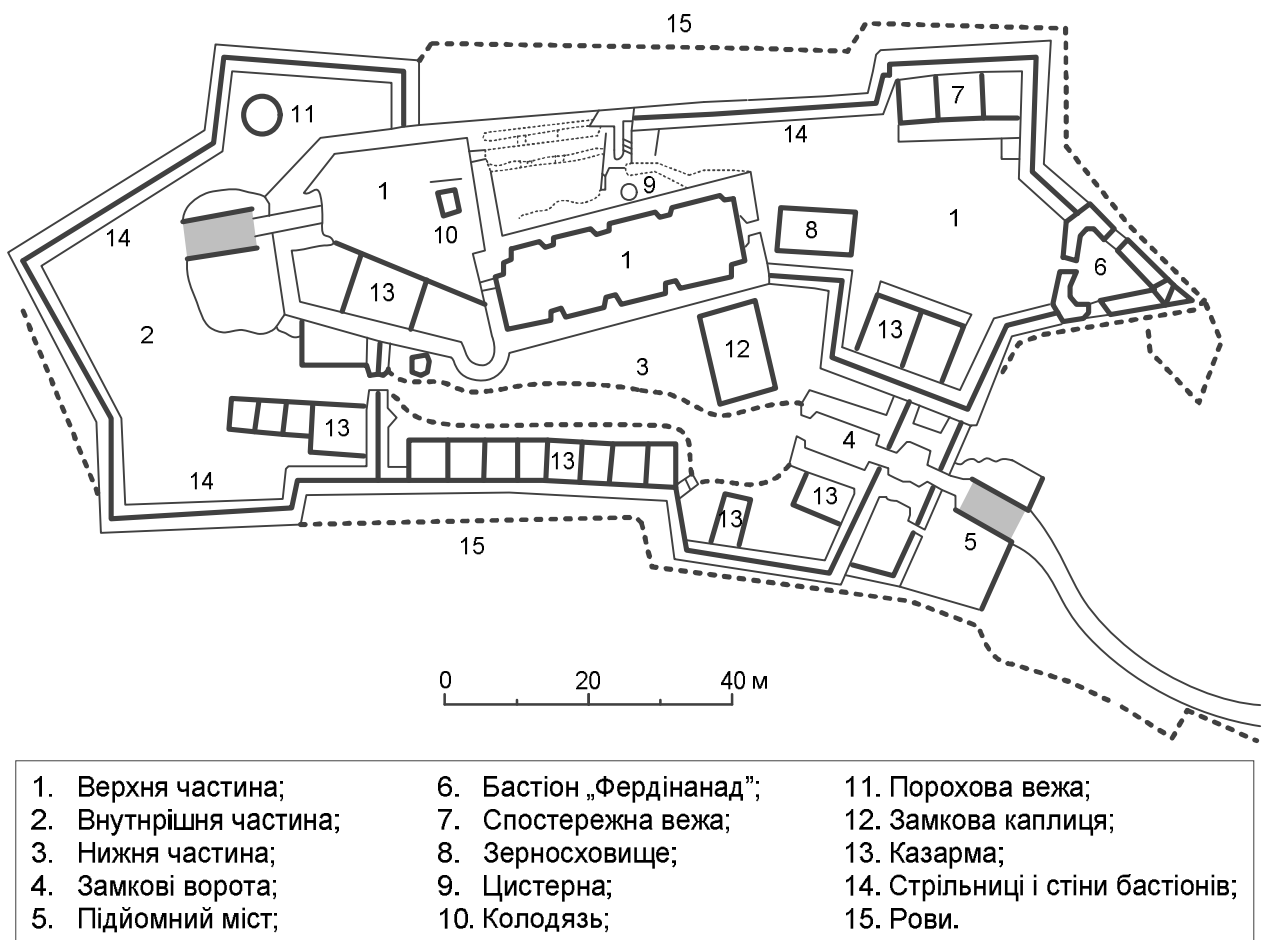 15
11
7
14
1
9
1
10
14
8
1
6
13
2
13
12
3
13
4
14
13
13
13
15
5
0 20 40 м
1. Верхня частина;
2. Внутнрішня частина;
3. Нижня частина;
4. Замкові ворота;
5. Підйомний міст;
6. Бастіон „Фердінанад”;
7. Спостережна вежа;
8. Зерносховище;
9. Цистерна;
10. Колодязь;
11. Порохова вежа;
12. Замкова каплиця;
13. Казарма;
14. Стрільниці і стіни бастіонів;
15. Рови.